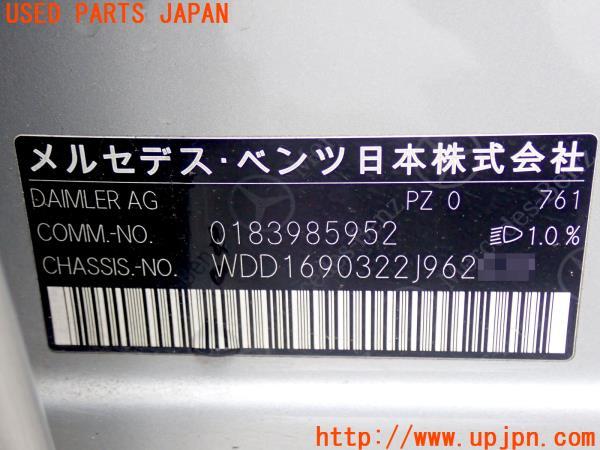 USED PARTS JAPAN
メルセデス・ベンツ日本株式会社
DAIMLER AG PZ 0 761
COMM.-NO. 0183985952 1.0%
CHASSIS.-NO. WDD1690322J962
http://www.upjpn.com/